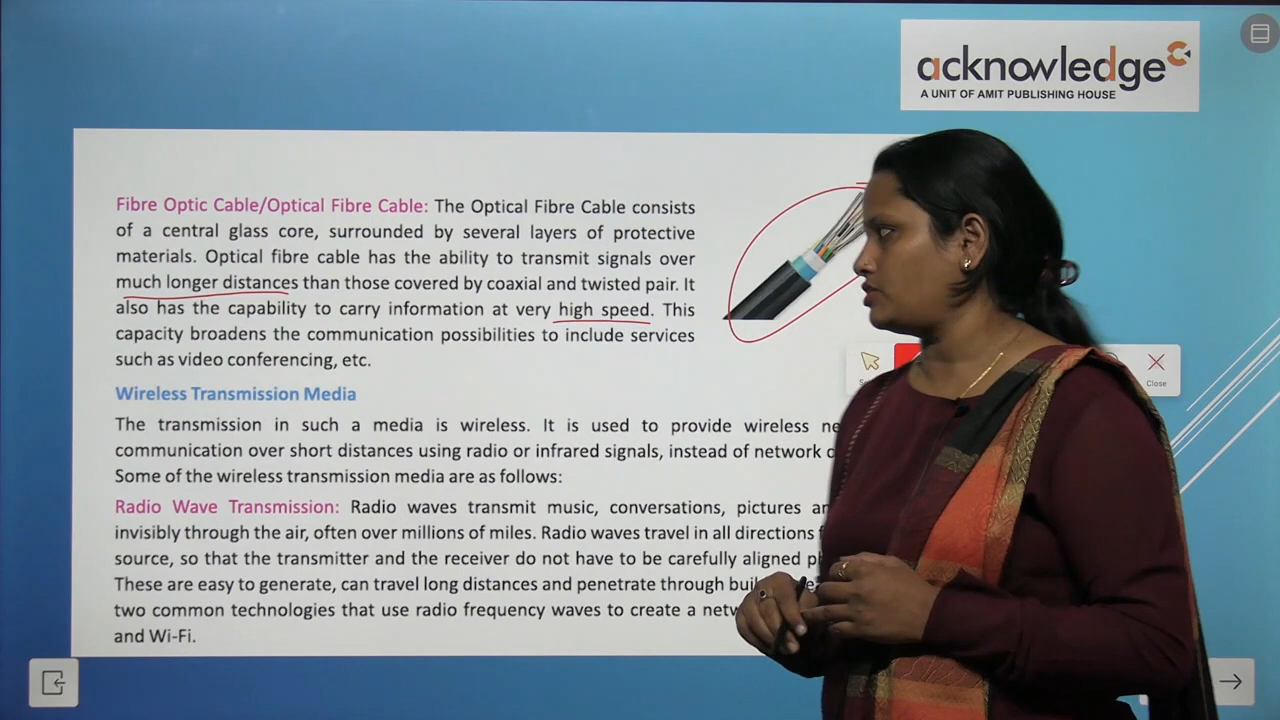 acknowledge
A UNIT OF AMIT PUBLISHING HOUSE
Fibre Optic Cable/Optical Fibre Cable: The Optical Fibre Cable consists
of a central glass core, surrounded by several layers of protective
materials. Optical fibre cable has the ability to transmit signals over
much longer distances than those covered by coaxial and twisted pair. It
also has the capability to carry information at very high speed. This
capacity broadens the communication possibilities to include services
such as video conferencing, etc.
Close
Wireless Transmission Media
The transmission in such a media is wireless. It is used to provide wireless
communication over short distances using radio or infrared signals, instead of network
Some of the wireless transmission media are as follows:
Radio Wave Transmission: Radio waves transmit music, conversations, pictures
invisibly through the air, often over millions of miles. Radio waves travel in all directions
source, so that the transmitter and the receiver do not have to be carefully aligned
These are easy to generate, can travel long distances and penetrate through
two common technologies that use radio frequency waves to create a
and Wi-Fi.